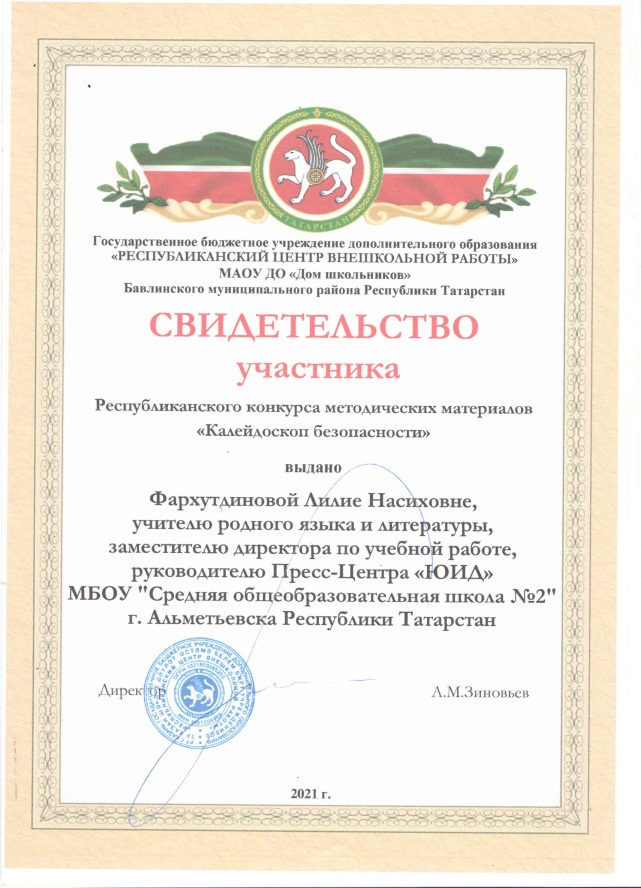 ТАТАРСТАН
Государственное бюджетное учреждение дополнительного образования
«РЕСПУБЛИКАНСКИЙ ЦЕНТР ВНЕШКОЛЬНОЙ РАБОТЫ»
МАОУ ДО «Дом школьников»
Бавлинского муниципального района Республики Татарстан
СВИДЕТЕЛЬСТВО
участника
Республиканского конкурса методических материалов
«Калейдоскоп безопасности»
выдано
Фархутдиновой Лилие Насиховне,
учителю родного языка и литературы,
заместителю директора по учебной работе,
руководителю Пресс-Центра «ЮИД»
МБОУ "Средняя общеобразовательная школа №2"
г. Альметьевска Республики Татарстан
Директор А.М.Зиновьев
2021 г.